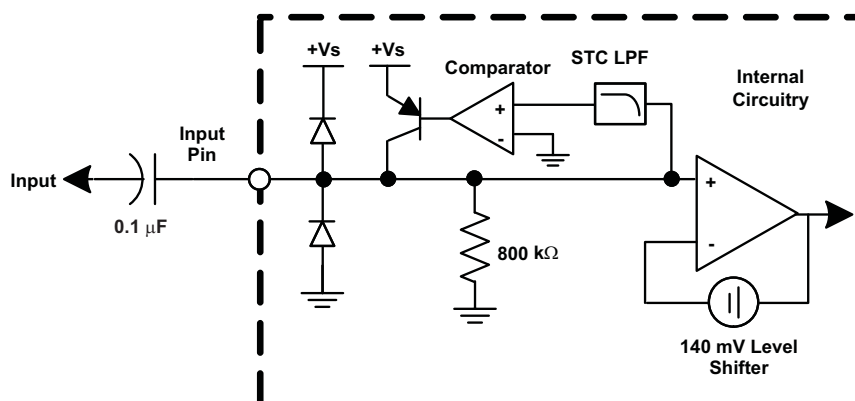 +Vs
+Vs
Comparator
STC LPF
Internal
Circuitry
Input
Pin
Input
0.1 μF
+
-
+
-
800 kΩ
140 mV Level
Shifter